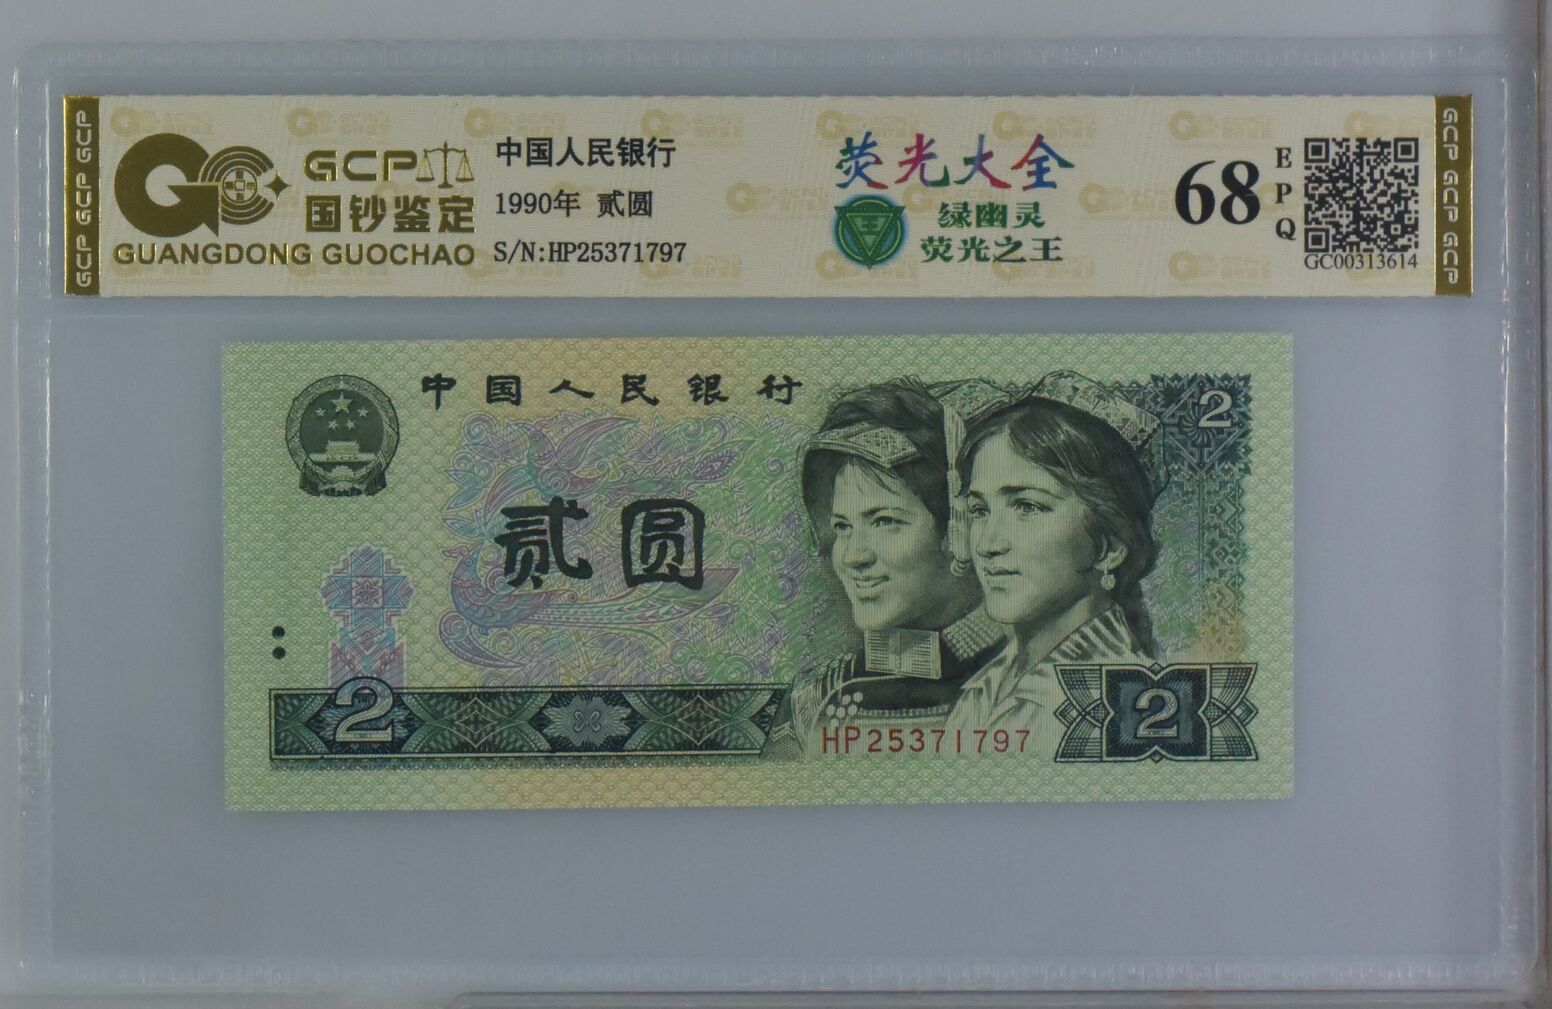 GCP GCP GCP
GCP
国钞鉴定
GUANGDONG GUOCHAO
中国人民银行
1990年 贰圆
S/N:HP25371797
荧光大全
王
绿幽灵
荧光之王
68
EPQ
GC00313614
GCP GCP GCP
中国人民银行
2
贰圆
2
HP25371797
2